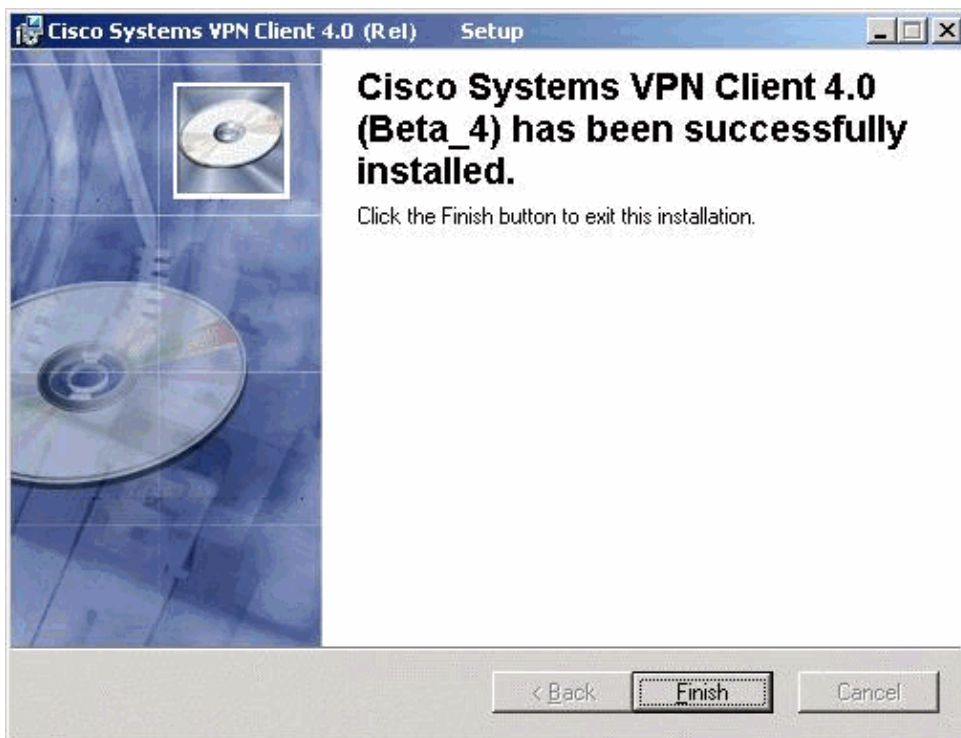 Cisco Systems VPN Client 4.0 (Rel) Setup
Cisco Systems VPN Client 4.0
(Beta_4) has been successfully
installed.
Click the Finish button to exit this installation.
< Back
Finish
Cancel